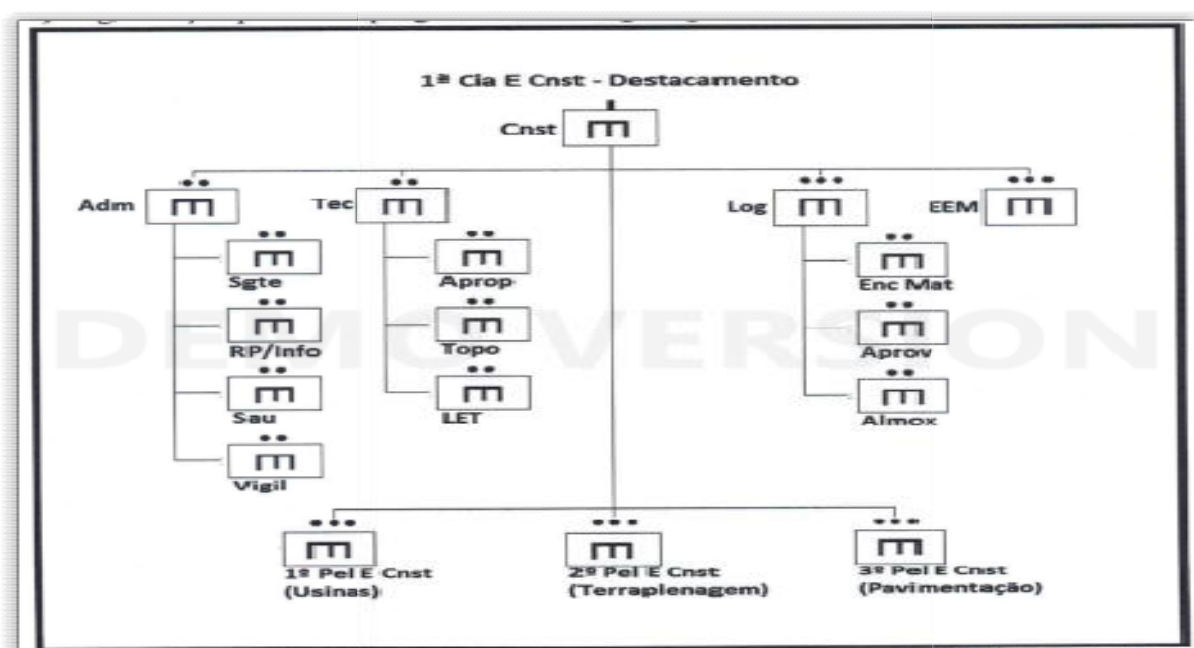 1ª Cia E Cnst - Destacamento
Cnst
Adm
Tec
Log
EEM
Sgte
Aprop
Enc Mat
RP/Info
Topo
Aprov
Sau
LET
Almox
Vigil
1º Pel E Cnst
(Usinas)
2º Pel E Cnst
(Terraplenagem)
3º Pel E Cnst
(Pavimentação)
DEMO VERSION